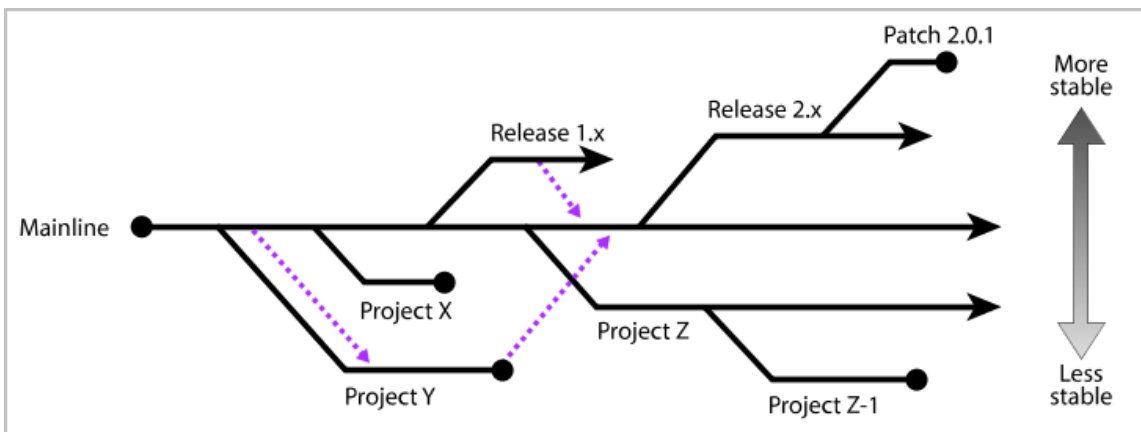 Patch 2.0.1
More
stable
Release 2.x
Release 1.x
Mainline
Project X
Project Z
Project Y
Less
stable
Project Z-1